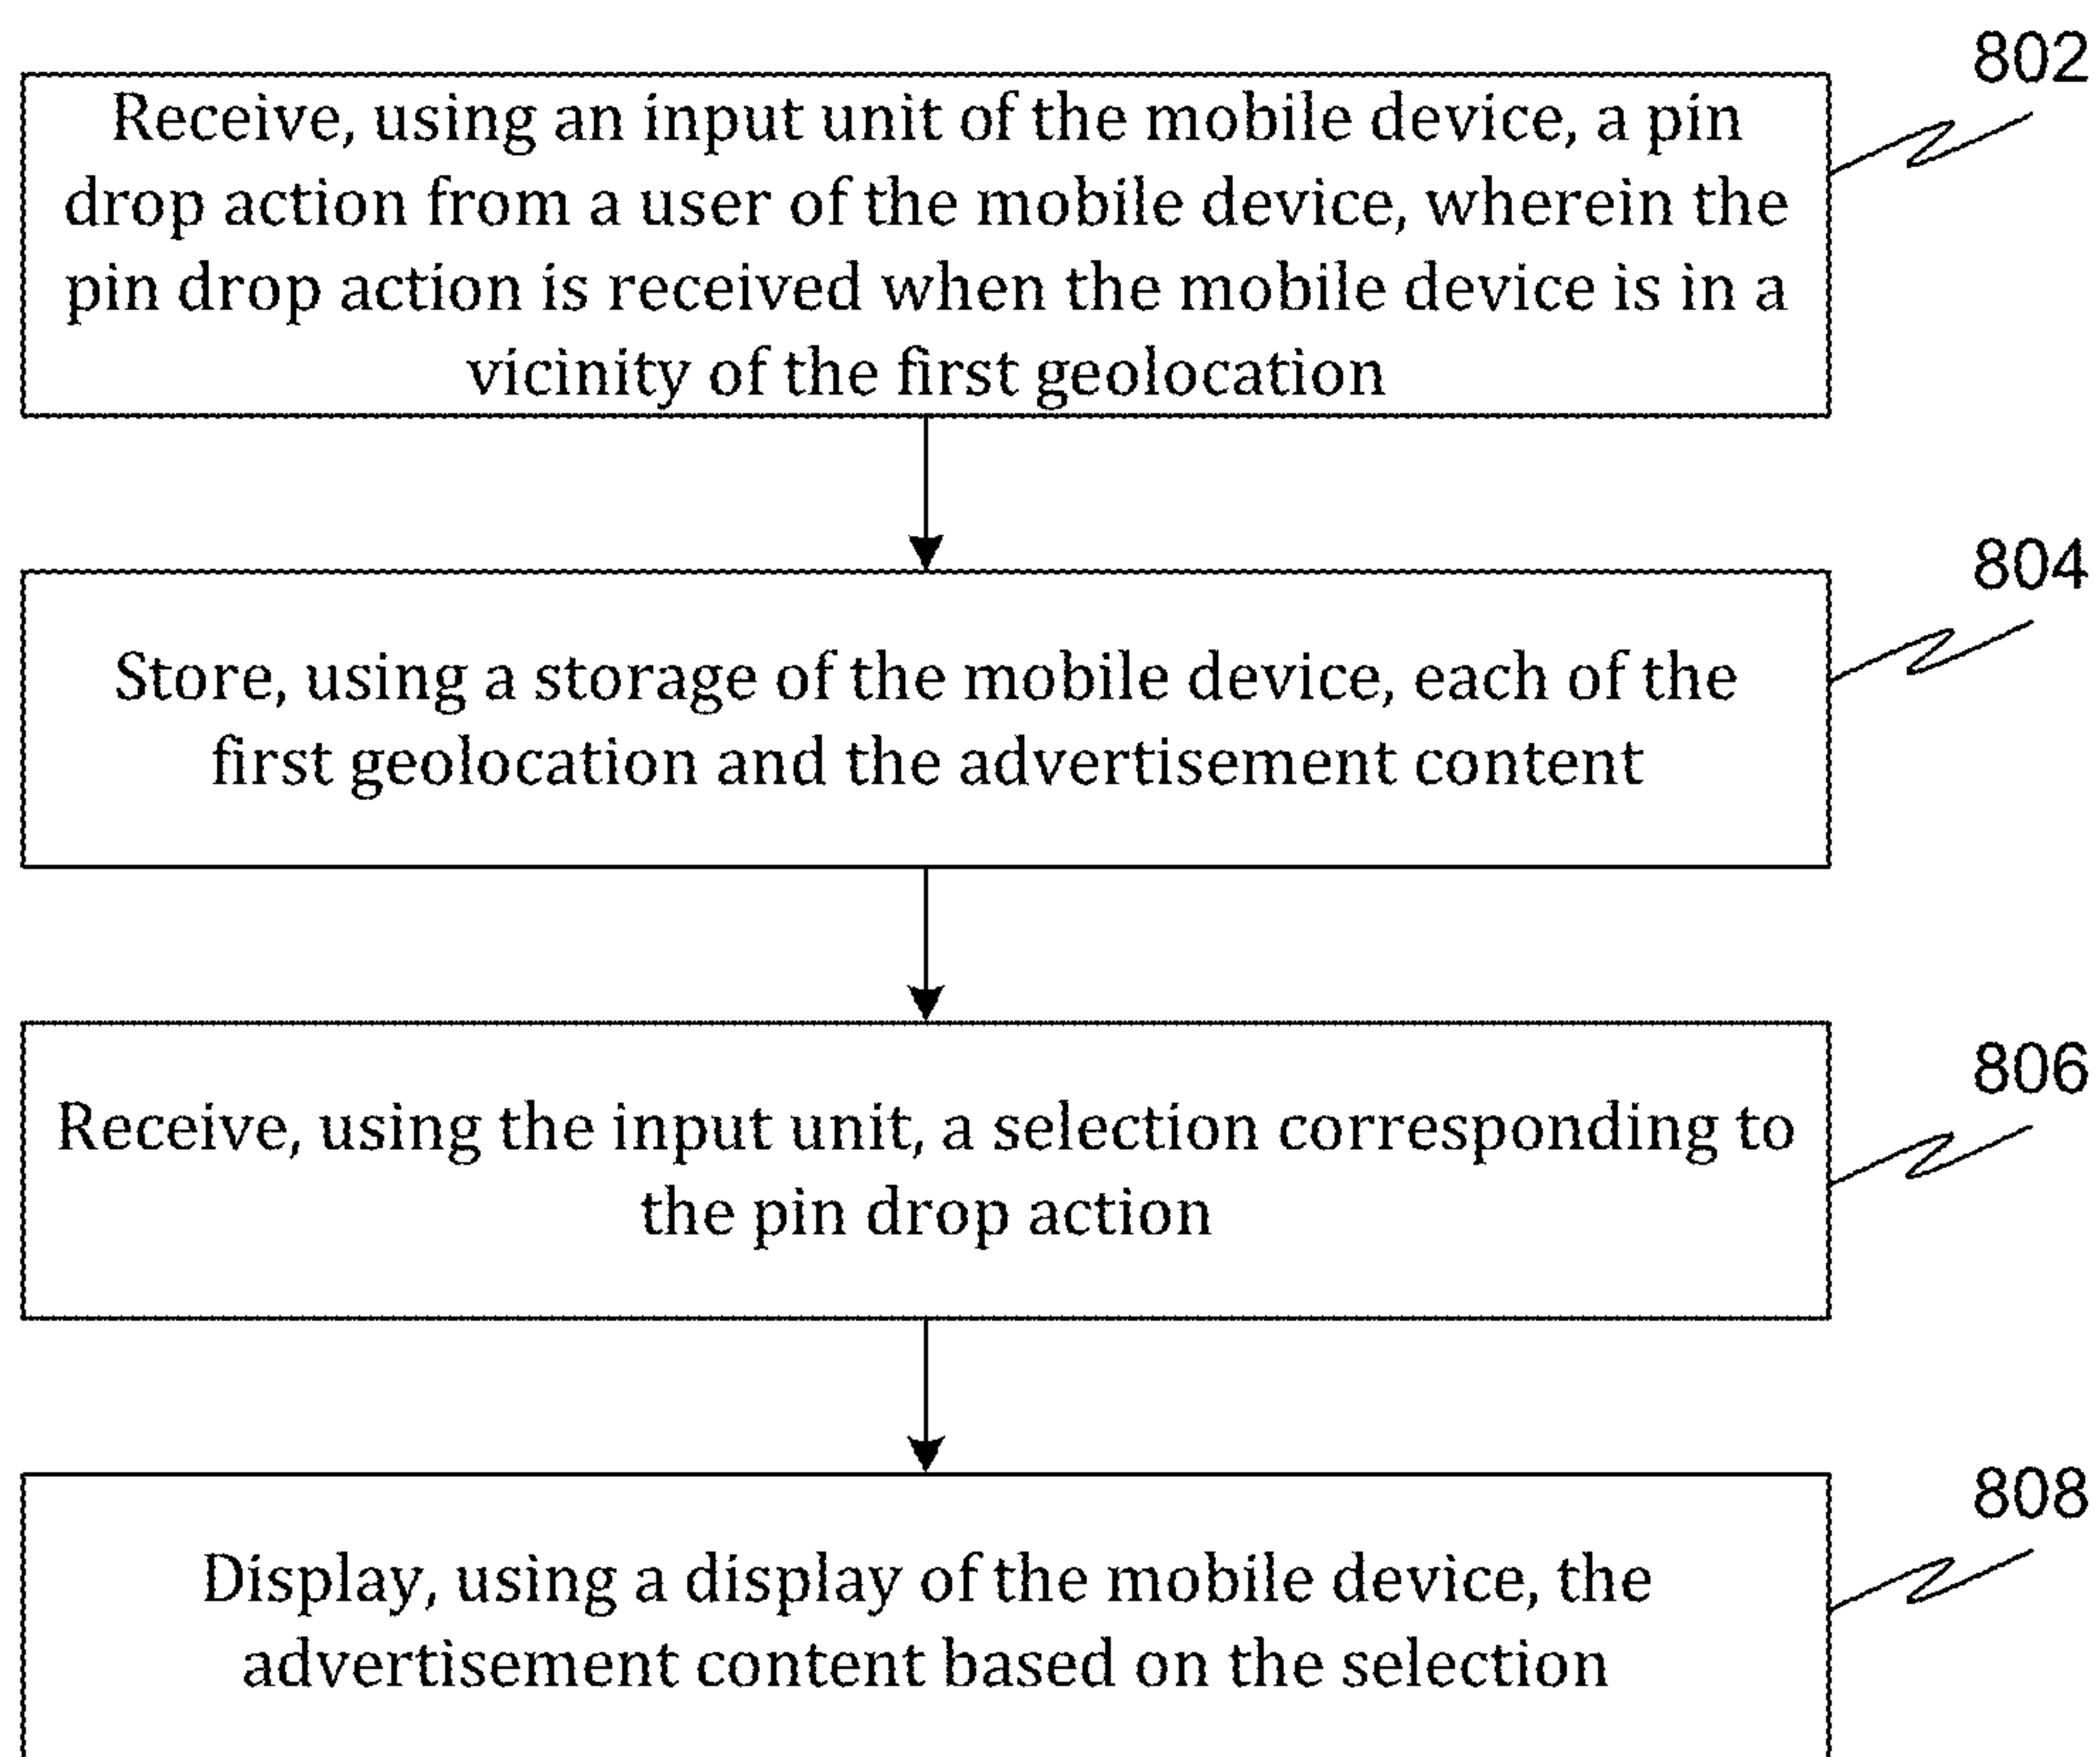 802
Receive, using an input unit of the mobile device, a pin
drop action from a user of the mobile device, wherein the
pin drop action is received when the mobile device is in a
vicinity of the first geolocation
804
Store, using a storage of the mobile device, each of the
first geolocation and the advertisement content
806
Receive, using the input unit, a selection corresponding to
the pin drop action
808
Display, using a display of the mobile device, the
advertisement content based on the selection